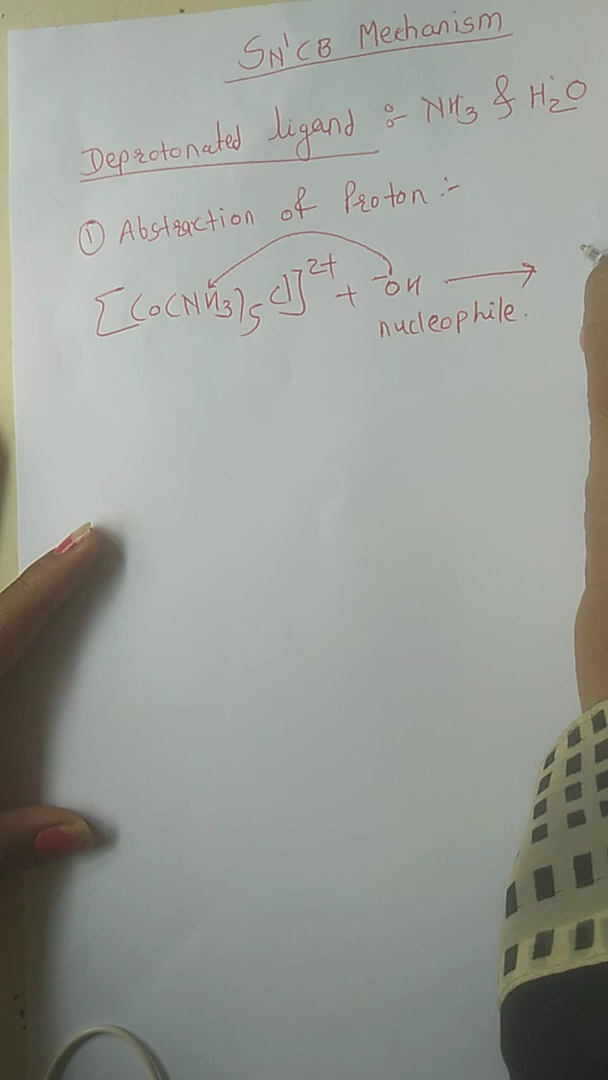 SN'CB Mechanism
Deprotonated ligand :- NH3 & H2O
① Abstraction of Proton :-
[Co(NH3)5Cl]2+ + -OH ⟶
nucleophile.